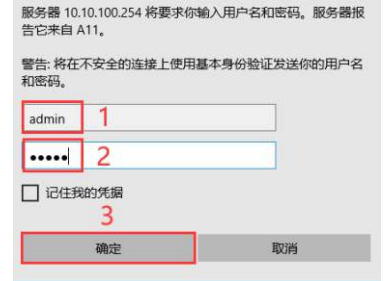 服务器 10.10.100.254 将要求你输入用户名和密码。服务器报
告它来自 A11。
警告: 将在不安全的连接上使用基本身份验证发送你的用户名
和密码。
admin 1
●●●●● 2
记住我的凭据
3
确定 取消